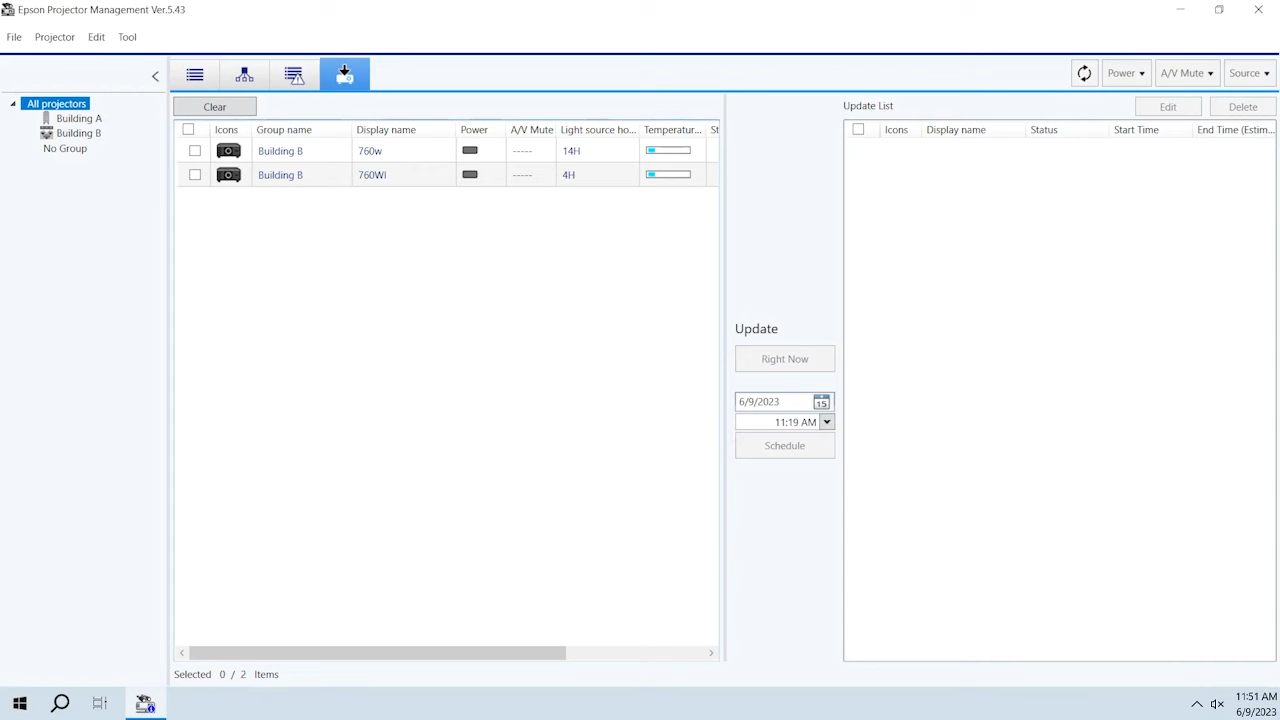 Epson Projector Management Ver.5.43
File Projector Edit Tool
Power A/V Mute Source
All projectors
Building A
Building B
No Group
Clear
Icons Group name Display name Power A/V Mute Light source ho... Temperatur... St
Building B 760w ----- 14H
Building B 760WI ----- 4H
Update
Right Now
6/9/2023 15
11:19 AM
Schedule
Update List Edit Delete
Icons Display name Status Start Time End Time (Estim...
Selected 0 / 2 Items
11:51 AM
6/9/2023